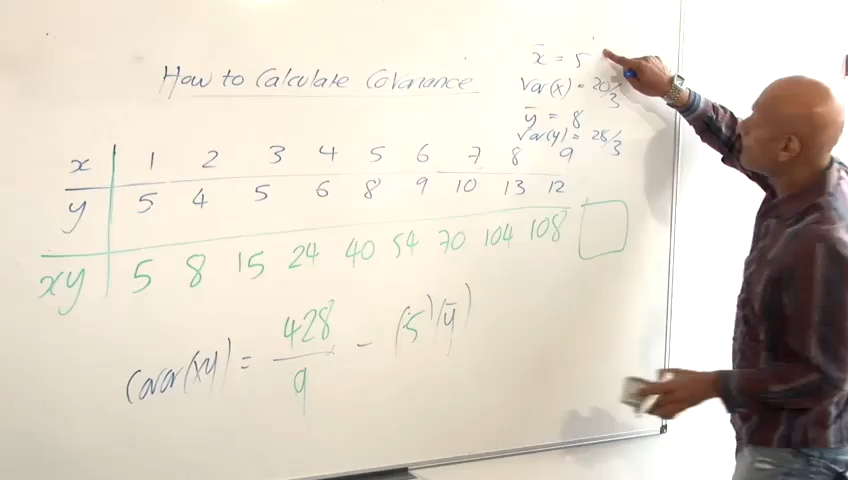 How to Calculate Covariance
x̄ = 5
Var(x) = 20/3
ȳ = 8
Var(y) = 28/3
x 1 2 3 4 5 6 7 8 9
y 5 4 5 6 8 9 10 13 12
xy 5 8 15 24 40 54 70 104 108
Covar(xy) = 428/9 - (5)(ȳ)